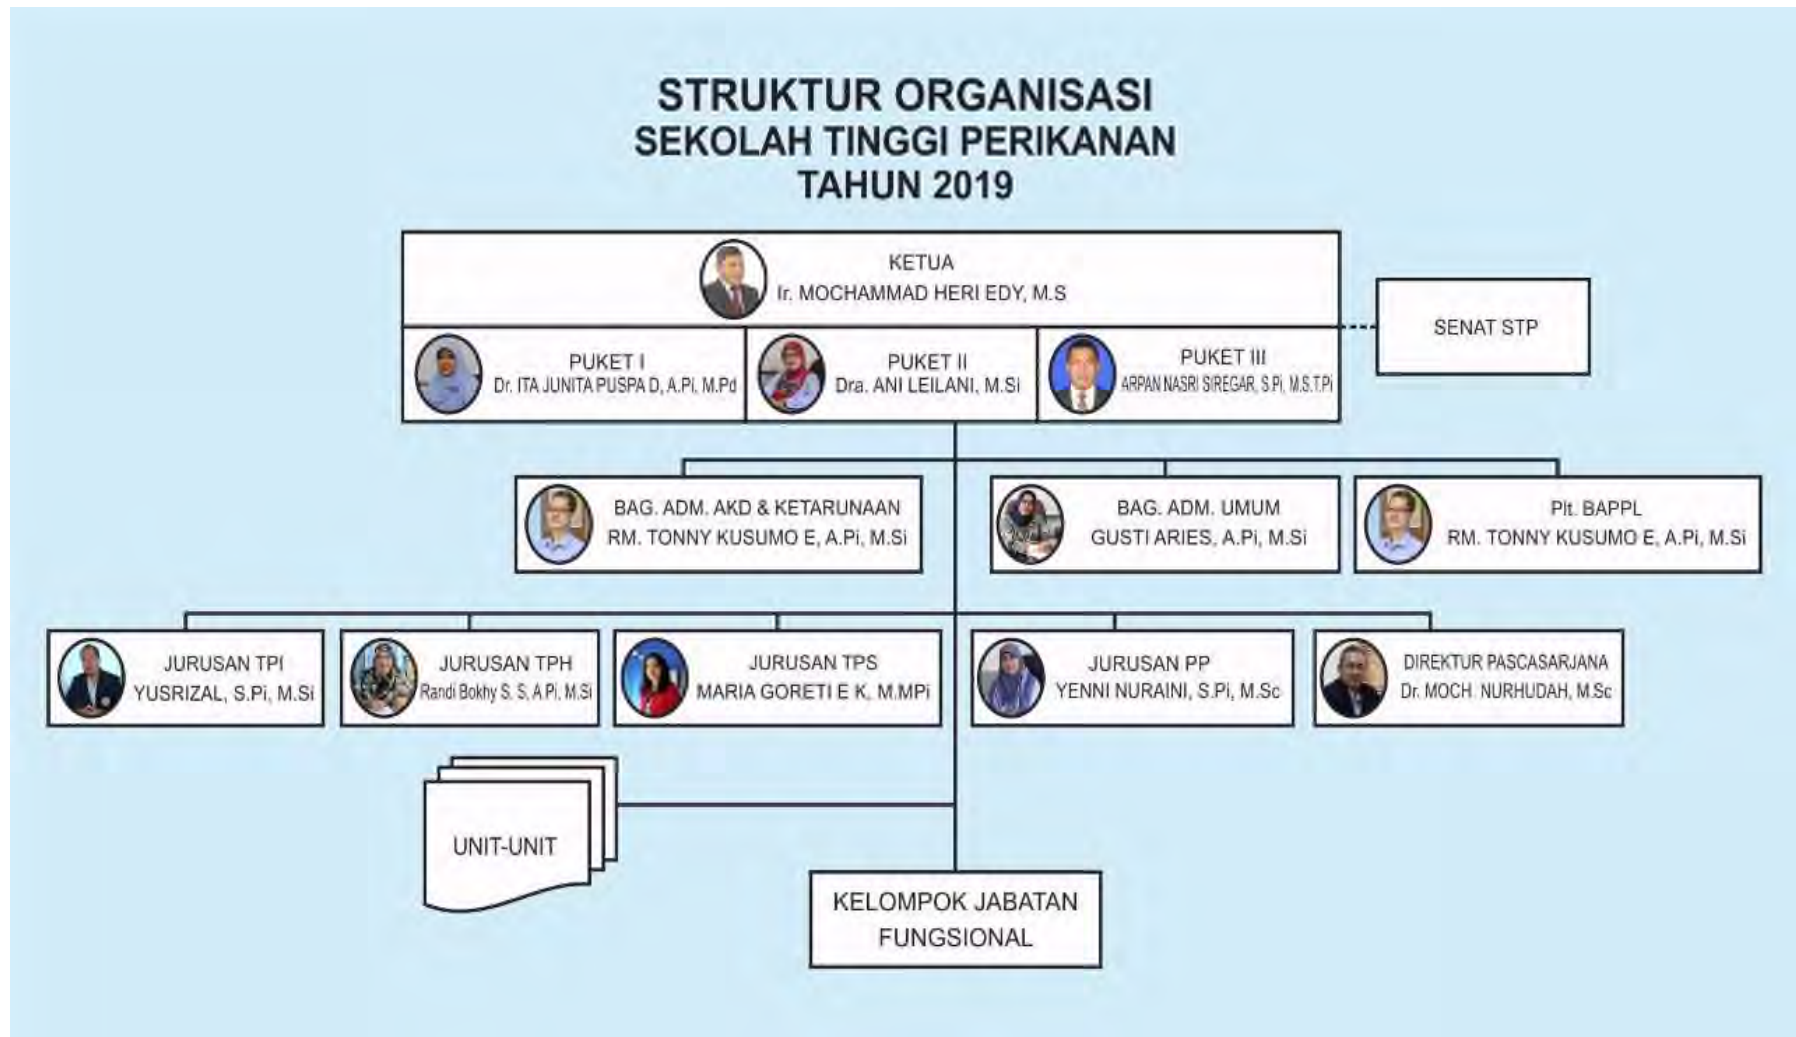 STRUKTUR ORGANISASI
SEKOLAH TINGGI PERIKANAN
TAHUN 2019
KETUA
Ir. MOCHAMMAD HERI EDY, M.S
SENAT STP
PUKET I
Dr. ITA JUNITA PUSPA D, A.Pi, M.Pd
PUKET II
Dra. ANI LEILANI, M.Si
PUKET III
ARPAN NASRI SIREGAR, S.Pi, M.S.T.Pi
BAG. ADM. AKD & KETARUNAAN
RM. TONNY KUSUMO E, A.Pi, M.Si
BAG. ADM. UMUM
GUSTI ARIES, A.Pi, M.Si
Plt. BAPPL
RM. TONNY KUSUMO E, A.Pi, M.Si
JURUSAN TPI
YUSRIZAL, S.Pi, M.Si
JURUSAN TPH
Randi Bokhy S. S, A.Pi, M.Si
JURUSAN TPS
MARIA GORETI E K, M.MPi
JURUSAN PP
YENNI NURAINI, S.Pi, M.Sc
DIREKTUR PASCASARJANA
Dr. MOCH. NURHUDAH, M.Sc
UNIT-UNIT
KELOMPOK JABATAN
FUNGSIONAL